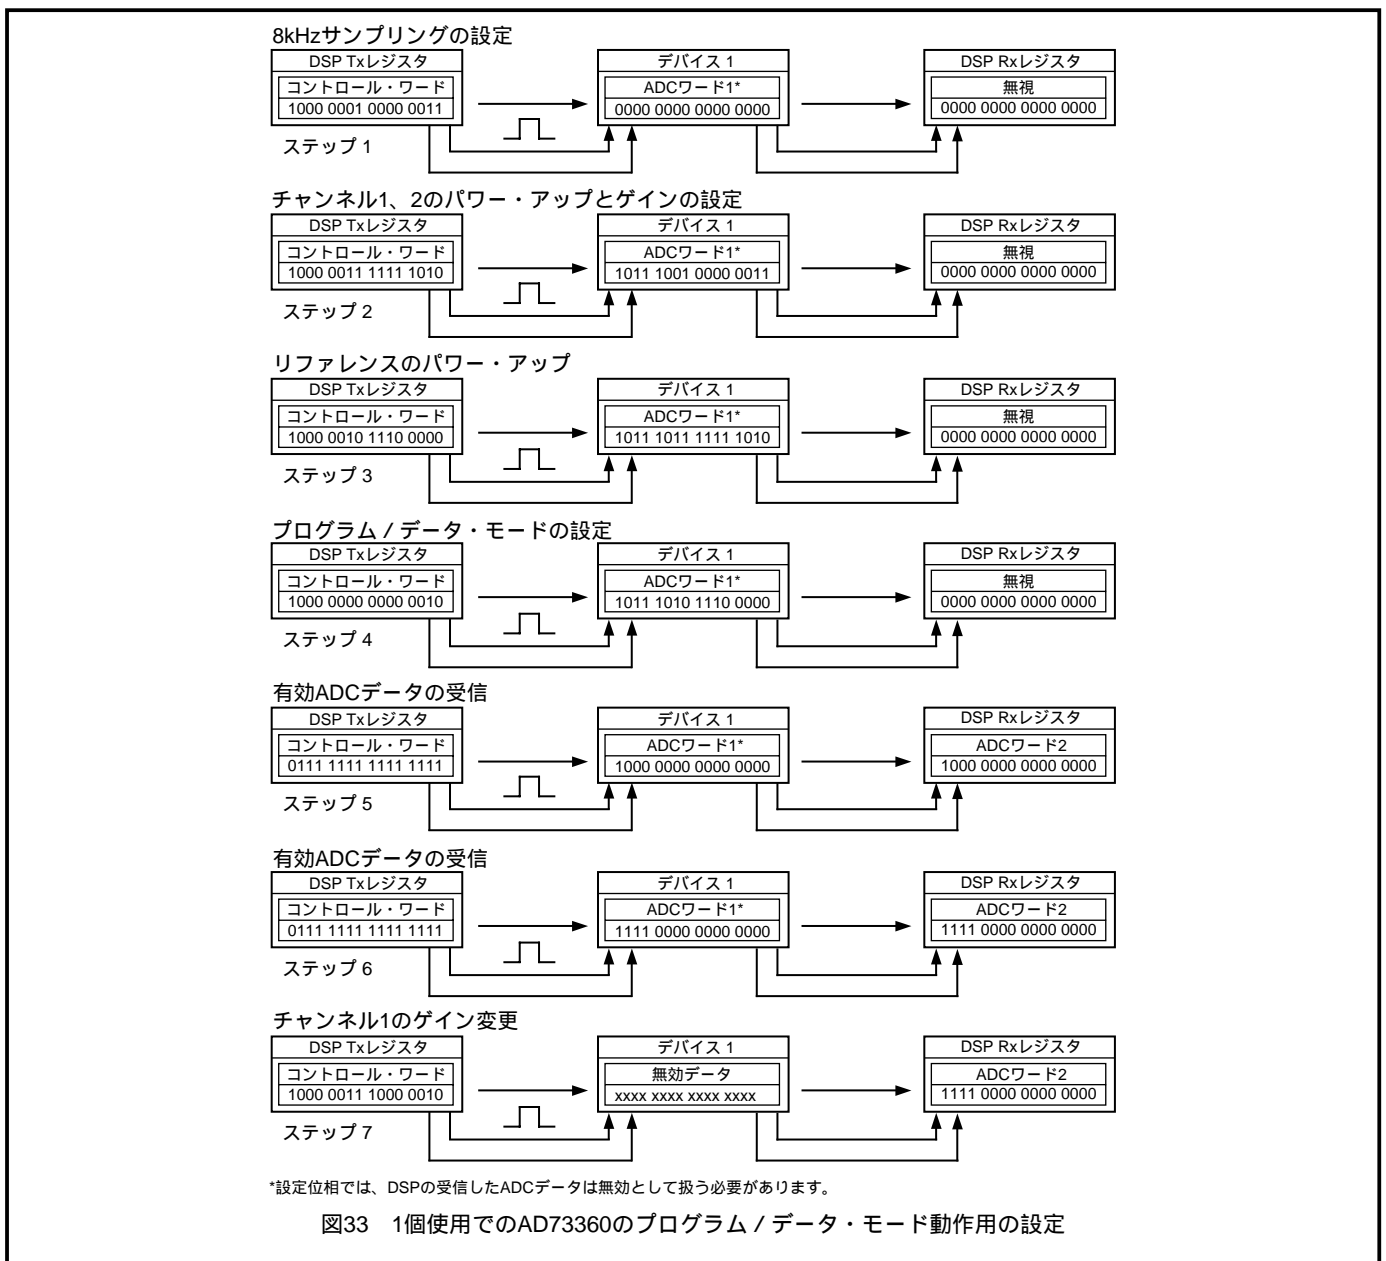 8kHzサンプリングの設定
DSP Txレジスタ
コントロール・ワード
1000 0001 0000 0011
デバイス 1
ADCワード1*
0000 0000 0000 0000
DSP Rxレジスタ
無視
0000 0000 0000 0000
ステップ 1
チャンネル1、2のパワー・アップとゲインの設定
DSP Txレジスタ
コントロール・ワード
1000 0011 1111 1010
デバイス 1
ADCワード1*
1011 1001 0000 0011
DSP Rxレジスタ
無視
0000 0000 0000 0000
ステップ 2
リファレンスのパワー・アップ
DSP Txレジスタ
コントロール・ワード
1000 0010 1110 0000
デバイス 1
ADCワード1*
1011 1011 1111 1010
DSP Rxレジスタ
無視
0000 0000 0000 0000
ステップ 3
プログラム / データ・モードの設定
DSP Txレジスタ
コントロール・ワード
1000 0000 0000 0010
デバイス 1
ADCワード1*
1011 1010 1110 0000
DSP Rxレジスタ
無視
0000 0000 0000 0000
ステップ 4
有効ADCデータの受信
DSP Txレジスタ
コントロール・ワード
0111 1111 1111 1111
デバイス 1
ADCワード1*
1000 0000 0000 0000
DSP Rxレジスタ
ADCワード2
1000 0000 0000 0000
ステップ 5
有効ADCデータの受信
DSP Txレジスタ
コントロール・ワード
0111 1111 1111 1111
デバイス 1
ADCワード1*
1111 0000 0000 0000
DSP Rxレジスタ
ADCワード2
1111 0000 0000 0000
ステップ 6
チャンネル1のゲイン変更
DSP Txレジスタ
コントロール・ワード
1000 0011 1000 0010
デバイス 1
無効データ
xxxx xxxx xxxx xxxx
DSP Rxレジスタ
ADCワード2
1111 0000 0000 0000
ステップ 7
*設定位相では、DSPの受信したADCデータは無効として扱う必要があります。
図33 1個使用でのAD73360のプログラム / データ・モード動作用の設定